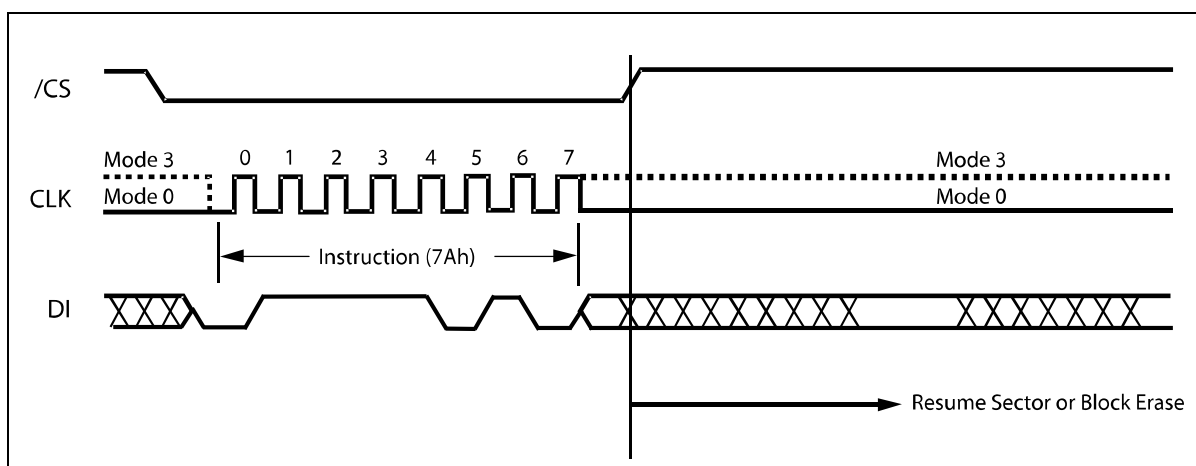 /CS
Mode 3 0 1 2 3 4 5 6 7 Mode 3
CLK Mode 0 Mode 0
Instruction (7Ah)
DI
Resume Sector or Block Erase